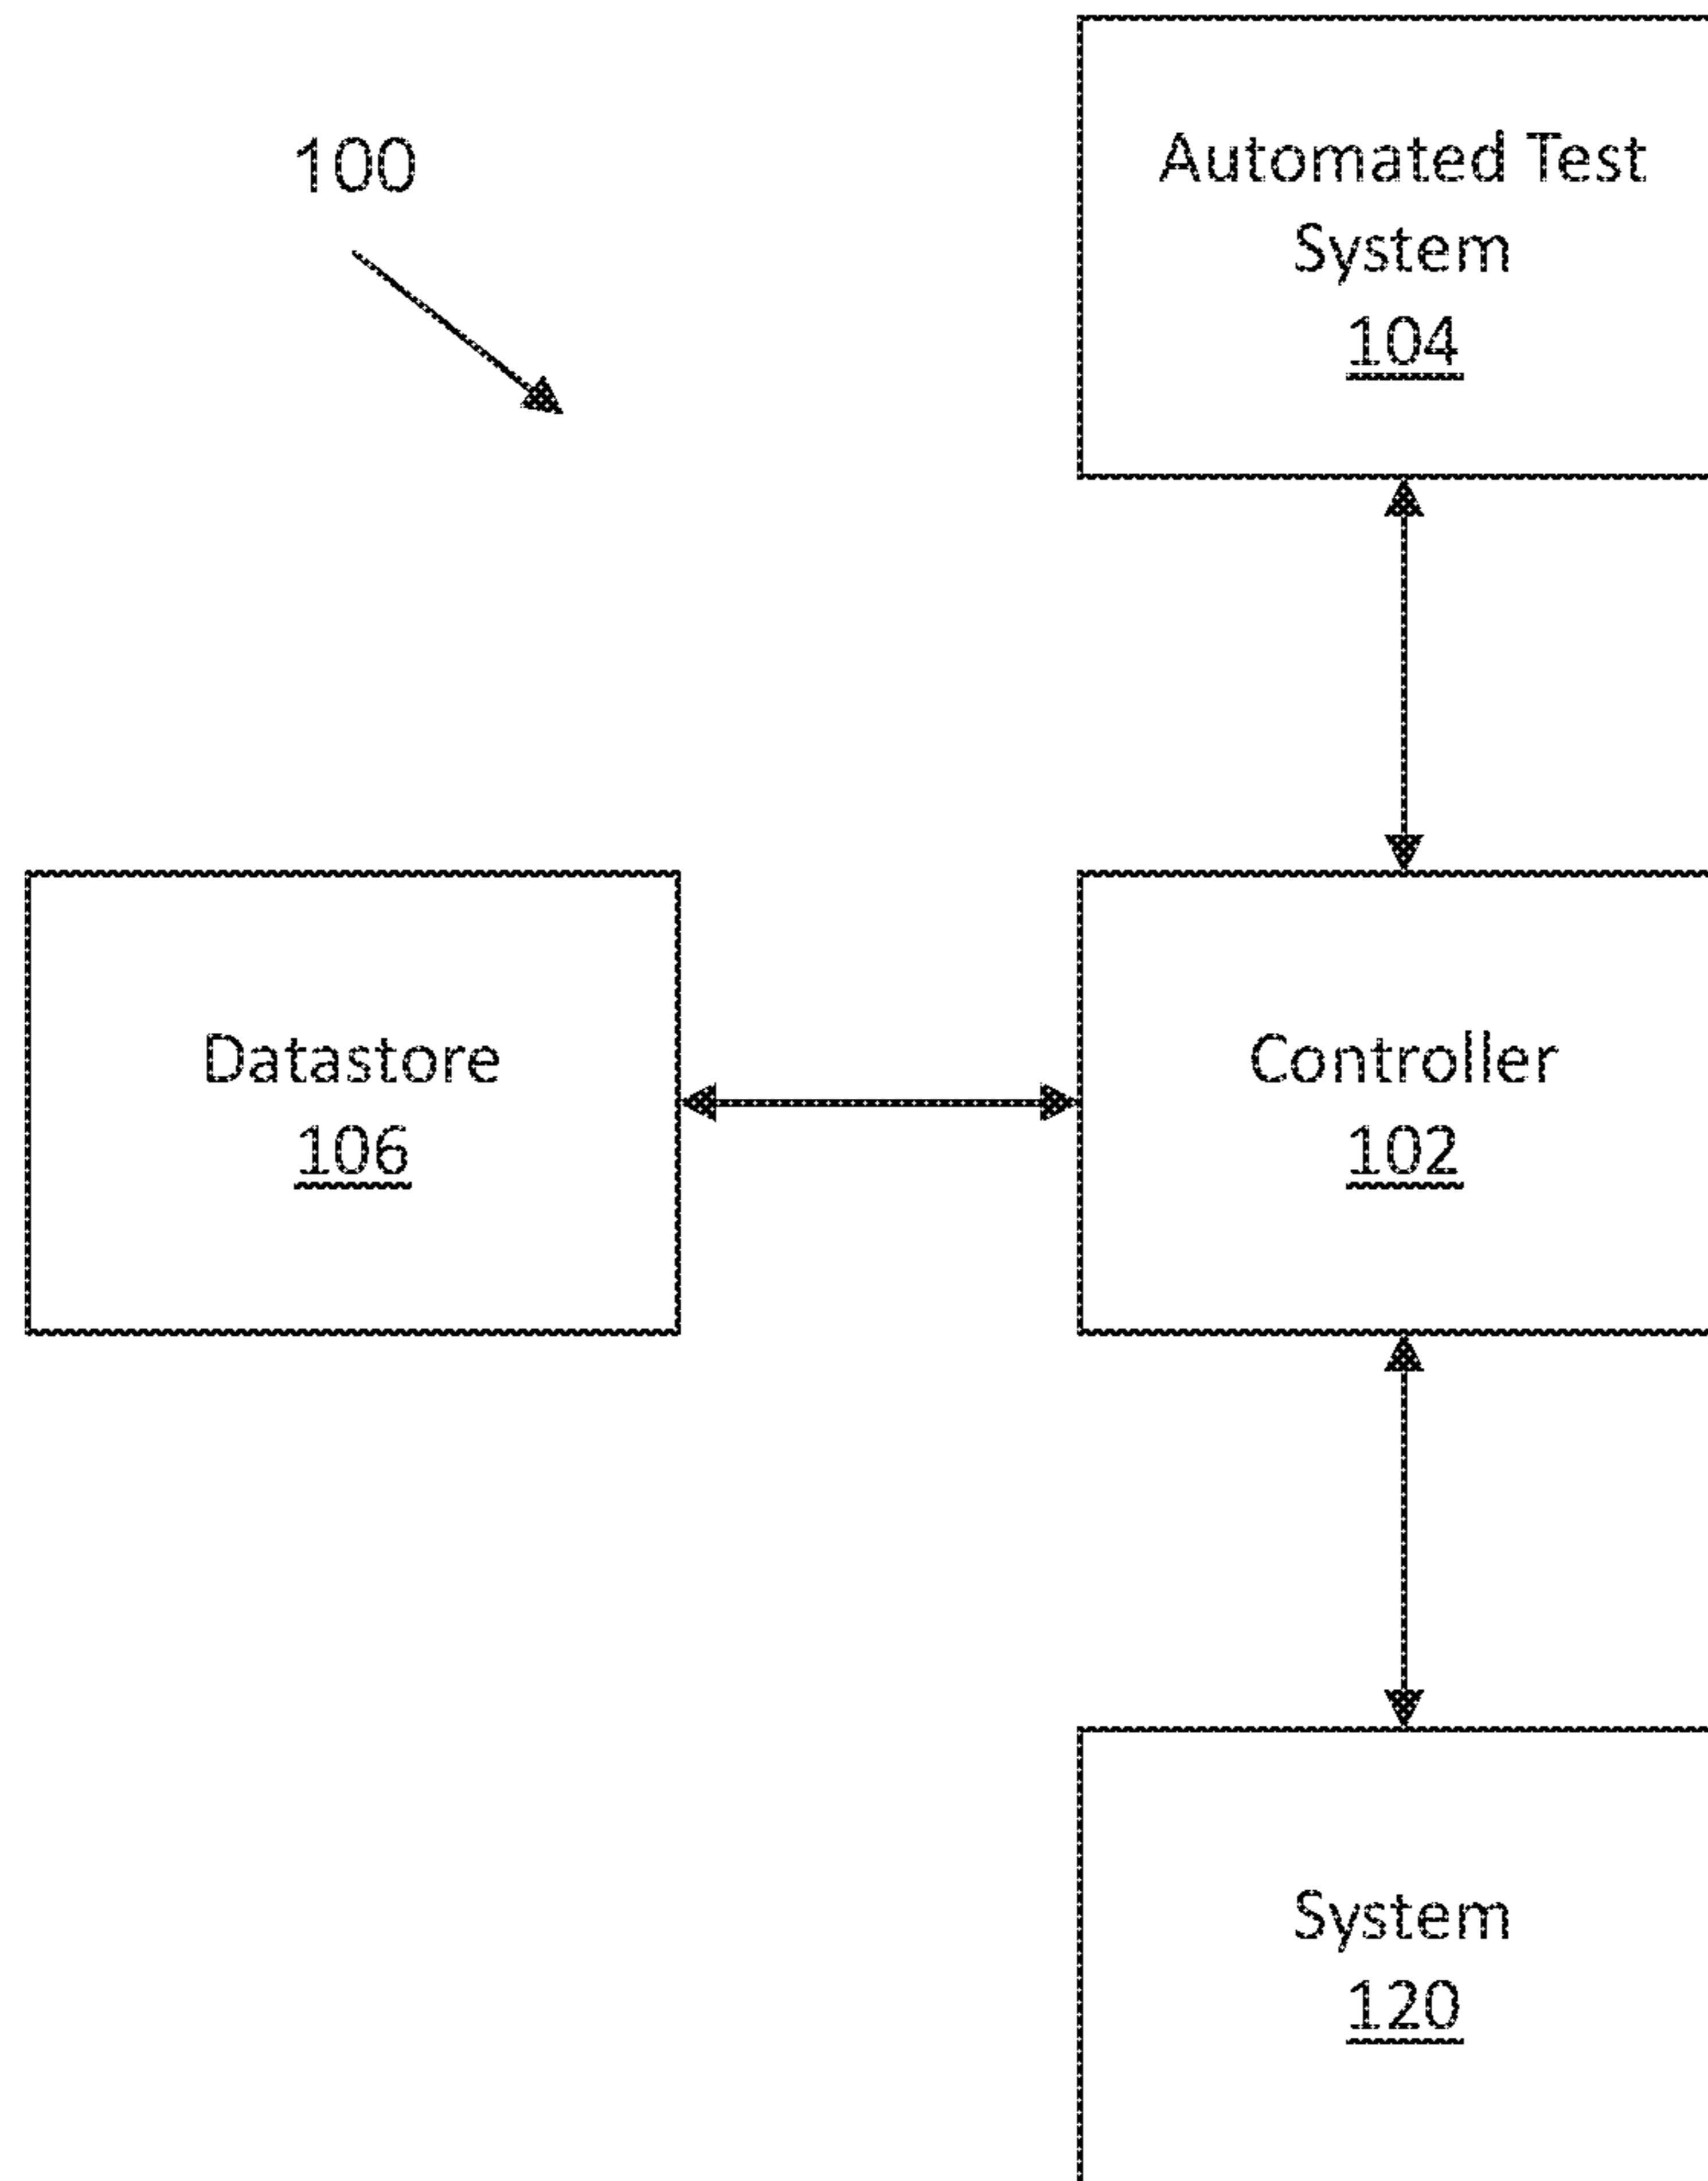 100
Automated Test
System
104
Datastore
106
Controller
102
System
120